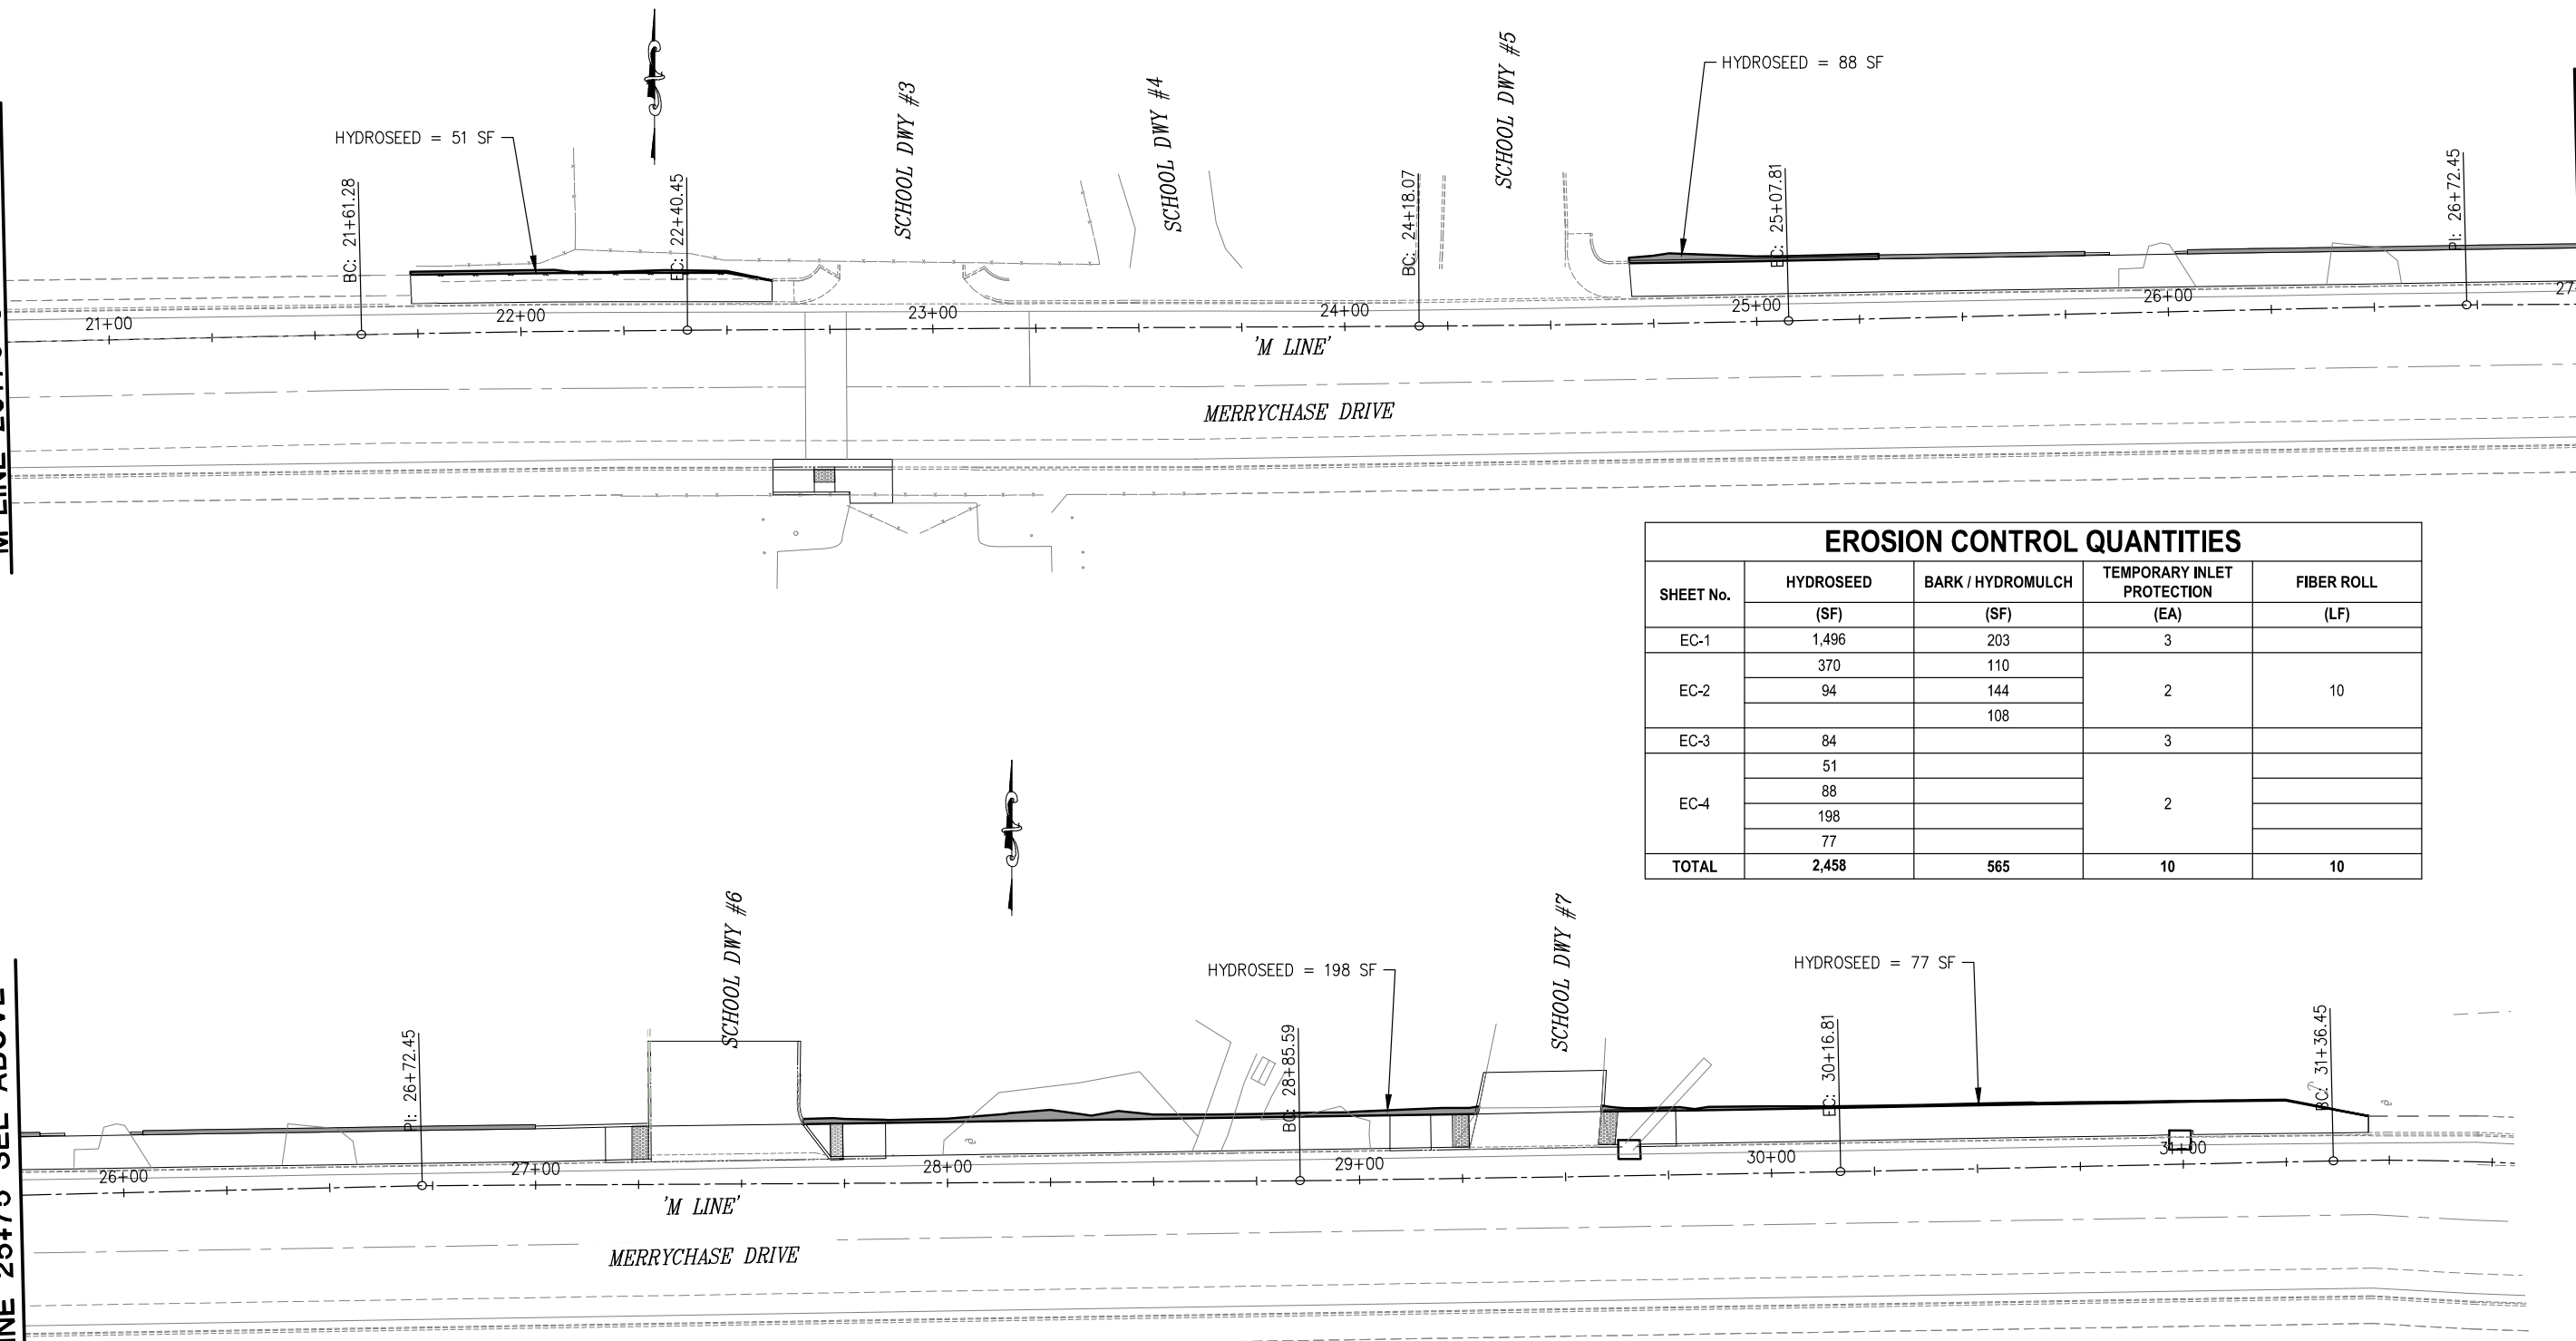 HYDROSEED = 88 SF
HYDROSEED = 51 SF
SCHOOL DWY #3
SCHOOL DWY #4
SCHOOL DWY #5
BC: 21+61.28
EC: 22+40.45
BC: 24+18.07
EC: 25+07.81
PI: 26+72.45
21+00
22+00
23+00
24+00
25+00
26+00
'M LINE'
MERRYCHASE DRIVE
EROSION CONTROL QUANTITIES
SHEET No. HYDROSEED BARK / HYDROMULCH TEMPORARY INLET PROTECTION FIBER ROLL
(SF) (SF) (EA) (LF)
EC-1 1,496 203 3
370 110
EC-2 94 144 2 10
108
EC-3 84 3
51
88
EC-4 2
198
77
TOTAL 2,458 565 10 10
SCHOOL DWY #6
SCHOOL DWY #7
HYDROSEED = 198 SF
HYDROSEED = 77 SF
PI: 26+72.45
BC: 28+85.59
EC: 30+16.81
BC: 31+36.45
26+00
27+00
28+00
29+00
30+00
31+00
'M LINE'
MERRYCHASE DRIVE
25+75 SEE ABOVE